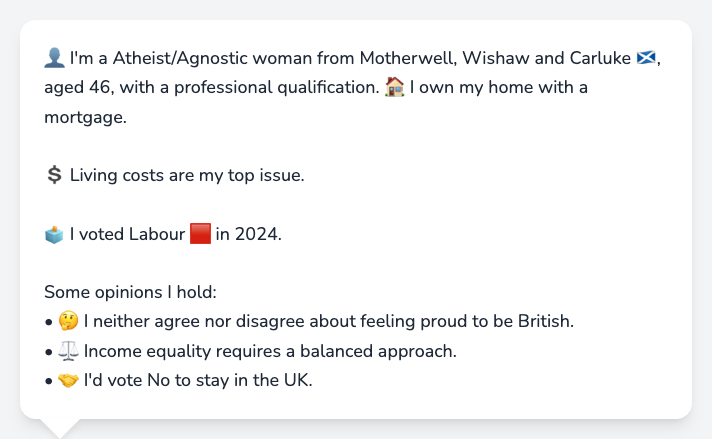 👤 I'm a Atheist/Agnostic woman from Motherwell, Wishaw and Carluke 🏴󠁧󠁢󠁳󠁣󠁴󠁿,
aged 46, with a professional qualification. 🏠 I own my home with a
mortgage.
💲 Living costs are my top issue.
🗳️ I voted Labour 🟥 in 2024.
Some opinions I hold:
• 🤔 I neither agree nor disagree about feeling proud to be British.
• ⚖️ Income equality requires a balanced approach.
• 🤝 I'd vote No to stay in the UK.